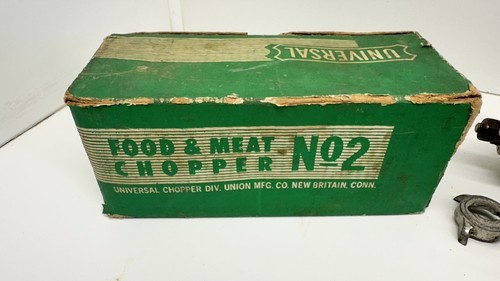 UNIVERSAL
FOOD & MEAT
CHOPPER Nº2
UNIVERSAL CHOPPER DIV. UNION MFG. CO. NEW BRITAIN, CONN.